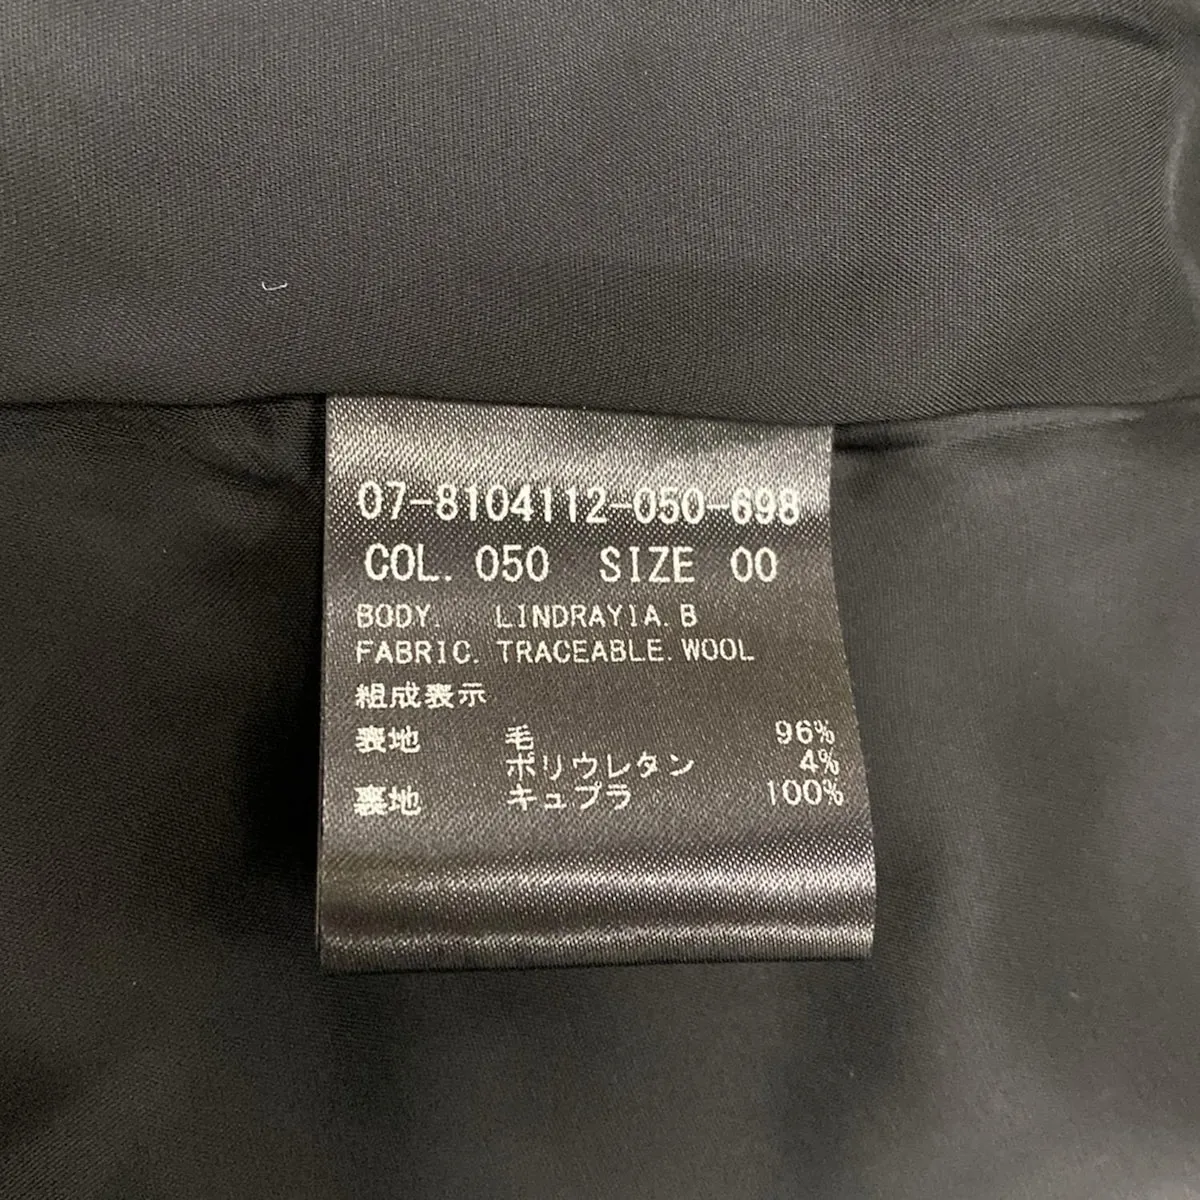 07-8104112-050-698
COL. 050 SIZE 00
BODY. LINDRAYIA.B
FABRIC. TRACEABLE.WOOL
組成表示
表地 毛 96%
ポリウレタン 4%
裏地 キュプラ 100%